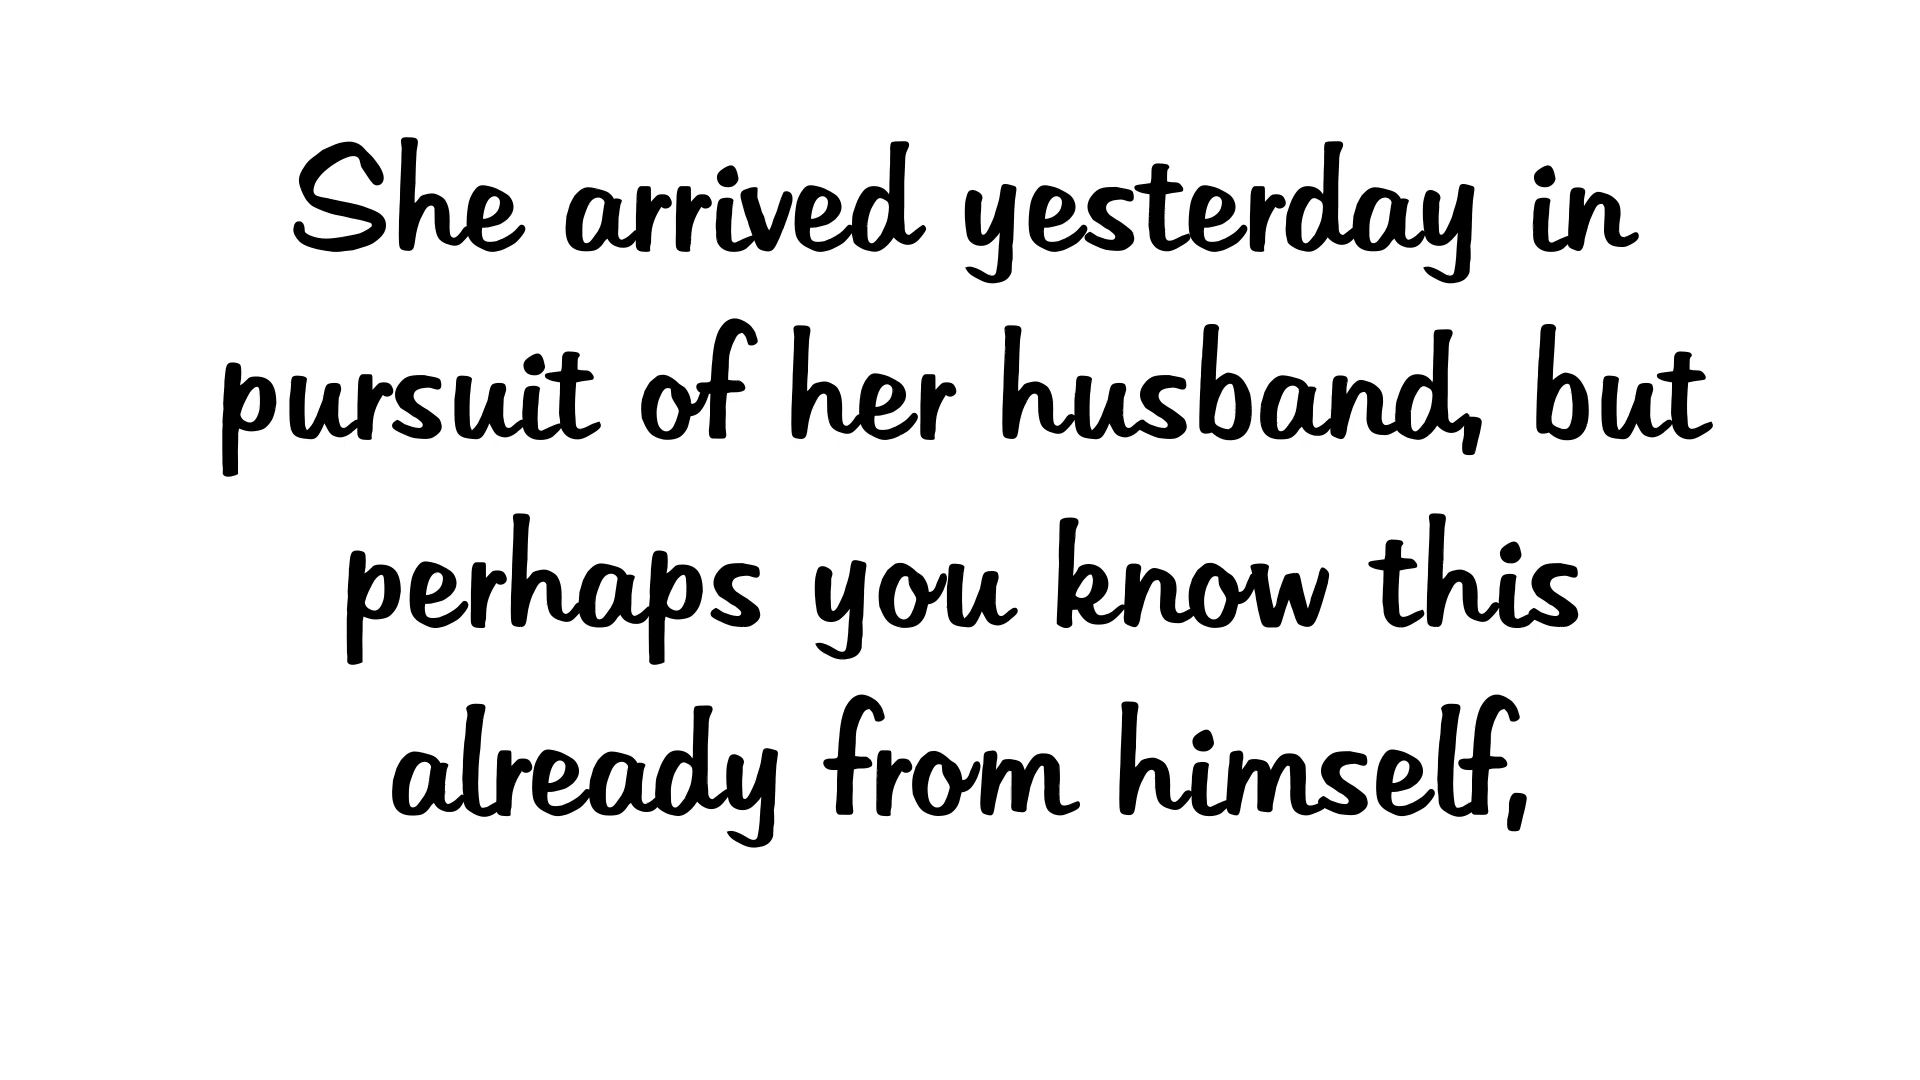 She arrived yesterday in
pursuit of her husband, but
perhaps you know this
already from himself,